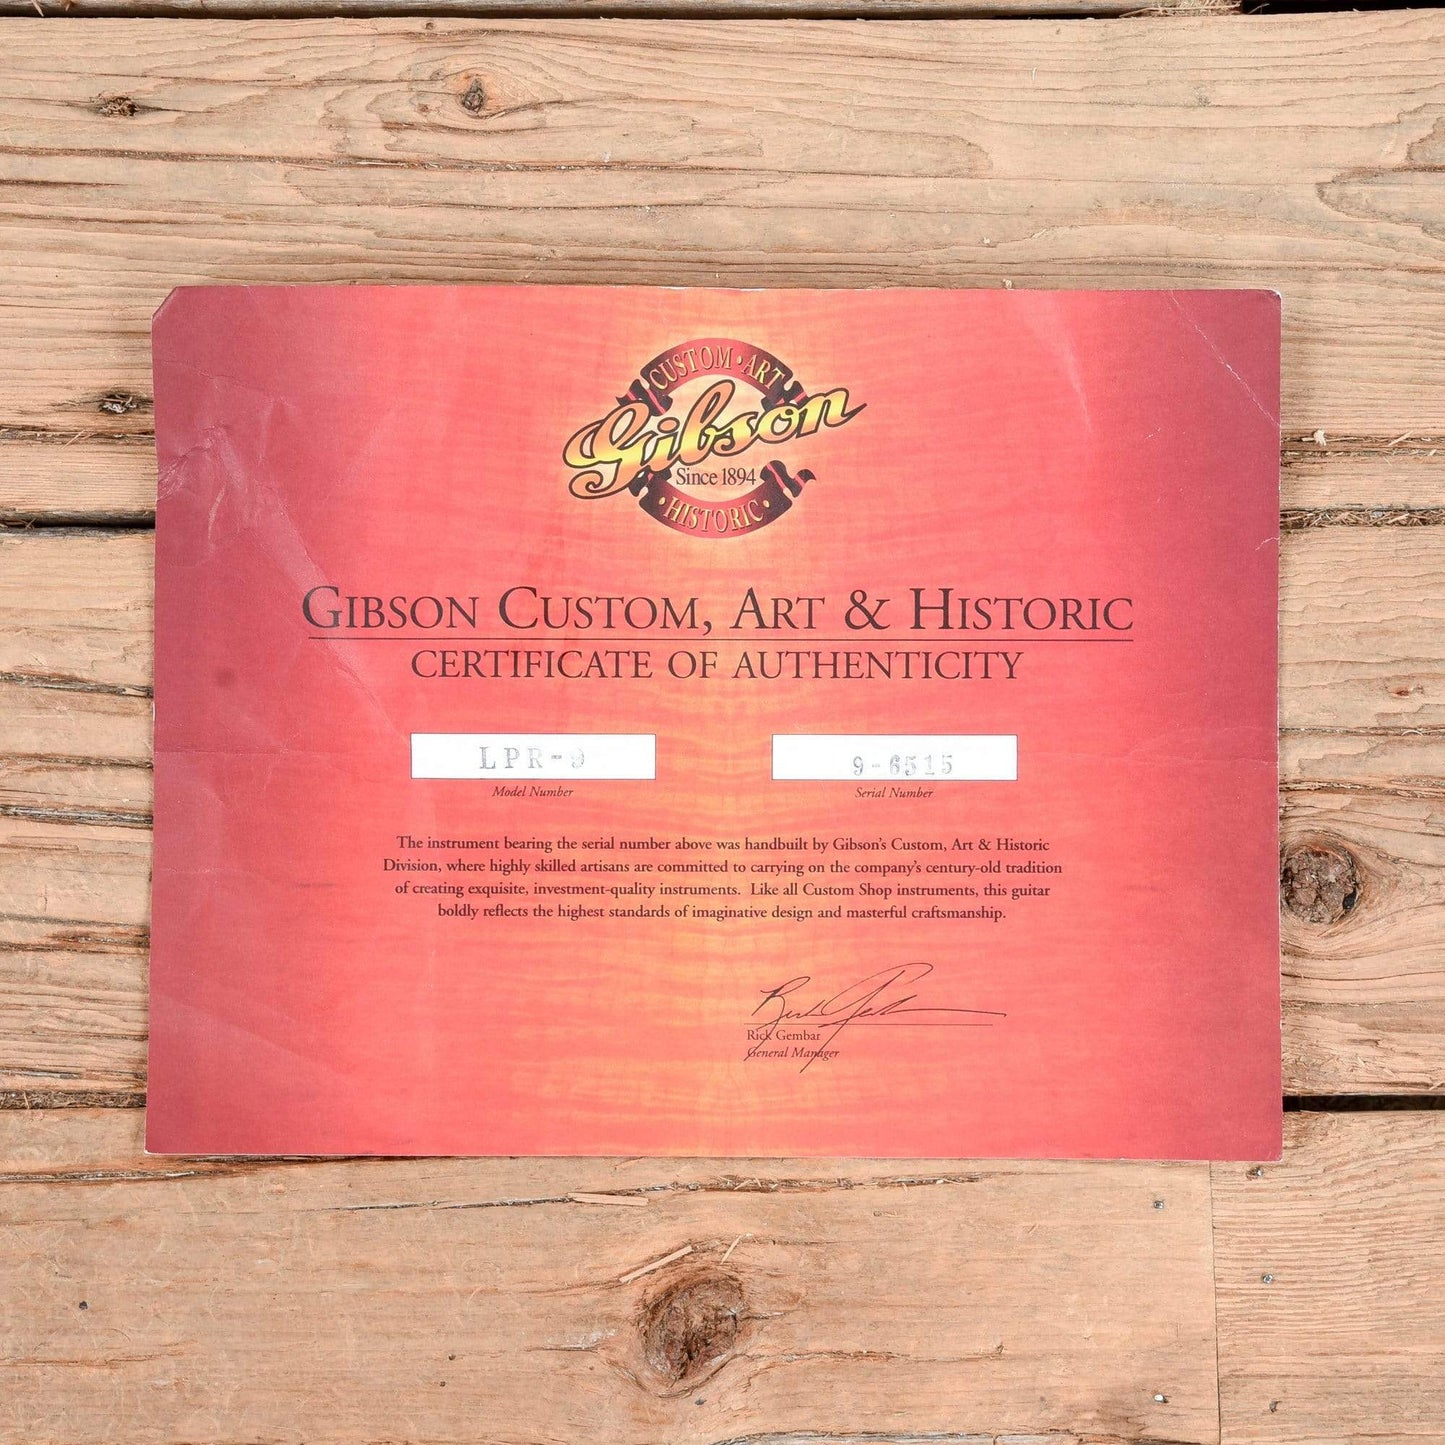 CUSTOM • ART
Gibson
Since 1894
• HISTORIC •
GIBSON CUSTOM, ART & HISTORIC
CERTIFICATE OF AUTHENTICITY
LPR-9
9-6515
Model Number
Serial Number
The instrument bearing the serial number above was handbuilt by Gibson's Custom, Art & Historic
Division, where highly skilled artisans are committed to carrying on the company's century-old tradition
of creating exquisite, investment-quality instruments. Like all Custom Shop instruments, this guitar
boldly reflects the highest standards of imaginative design and masterful craftsmanship.
Rick Gembar
General Manager